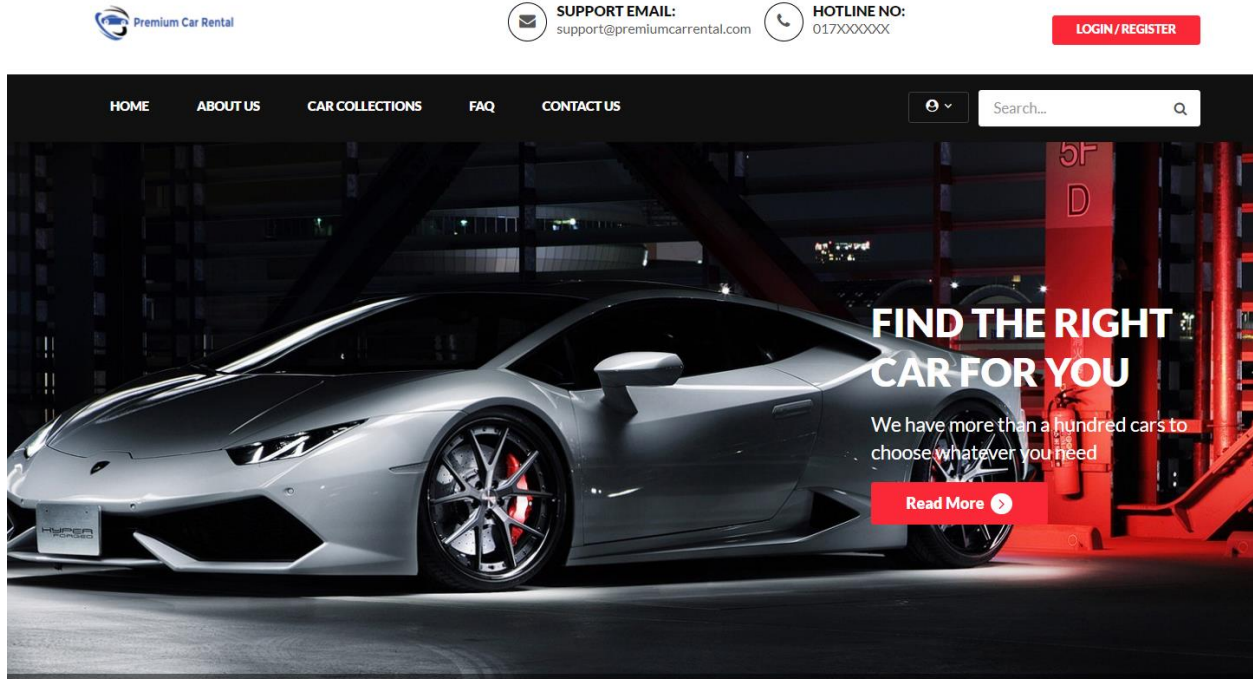 Premium Car Rental
SUPPORT EMAIL:
support@premiumcarrental.com
HOTLINE NO:
017XXXXXX
LOGIN / REGISTER
HOME
ABOUT US
CAR COLLECTIONS
FAQ
CONTACT US
Search...
5F
D
FIND THE RIGHT
CAR FOR YOU
We have more than a hundred cars to
choose whatever you need
Read More
HYPER
FORGED